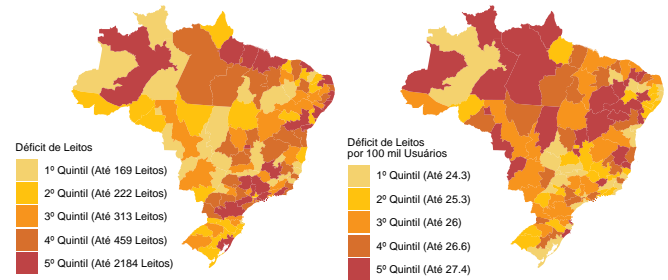 Déficit de Leitos
1º Quintil (Até 169 Leitos)
2º Quintil (Até 222 Leitos)
3º Quintil (Até 313 Leitos)
4º Quintil (Até 459 Leitos)
5º Quintil (Até 2184 Leitos)
Déficit de Leitos
por 100 mil Usuários
1º Quintil (Até 24.3)
2º Quintil (Até 25.3)
3º Quintil (Até 26)
4º Quintil (Até 26.6)
5º Quintil (Até 27.4)